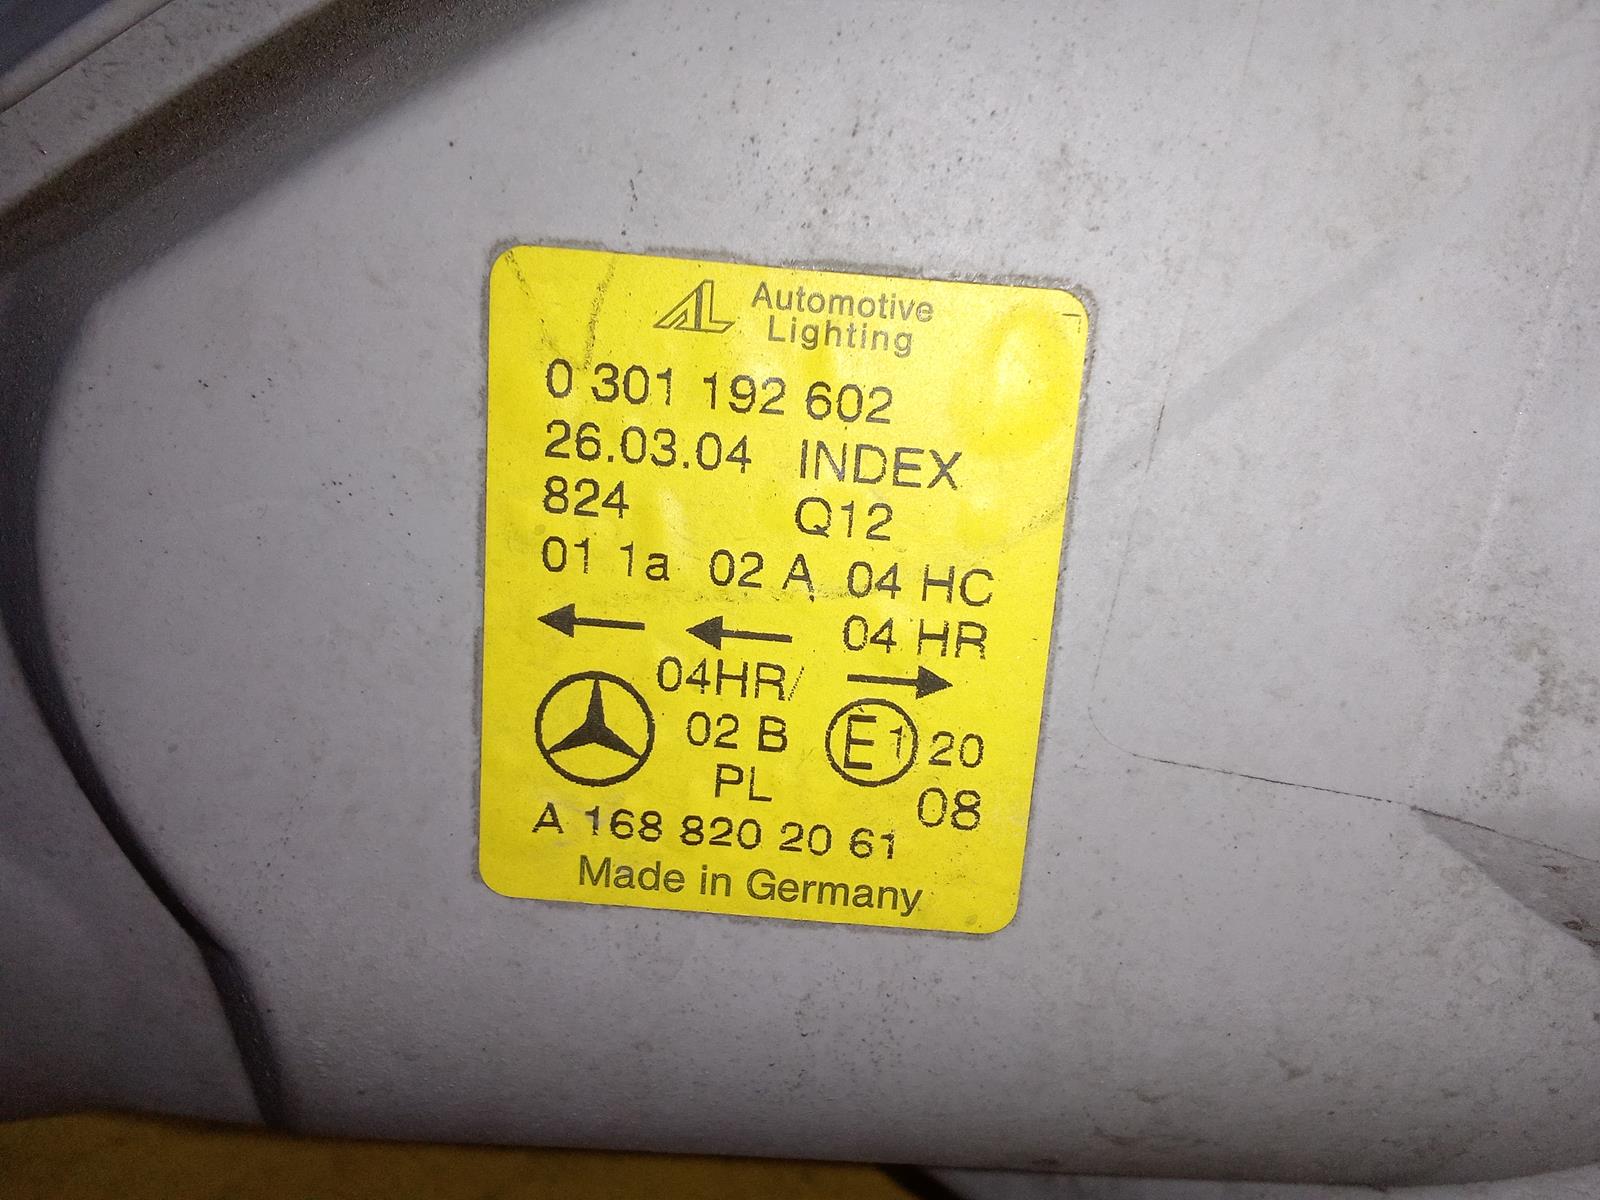 AL Automotive
Lighting
0 301 192 602
26.03.04 INDEX
824 Q12
01 1a 02 A 04 HC
04 HR
04HR/
02 B E1 20
PL 08
A 168 820 20 61
Made in Germany